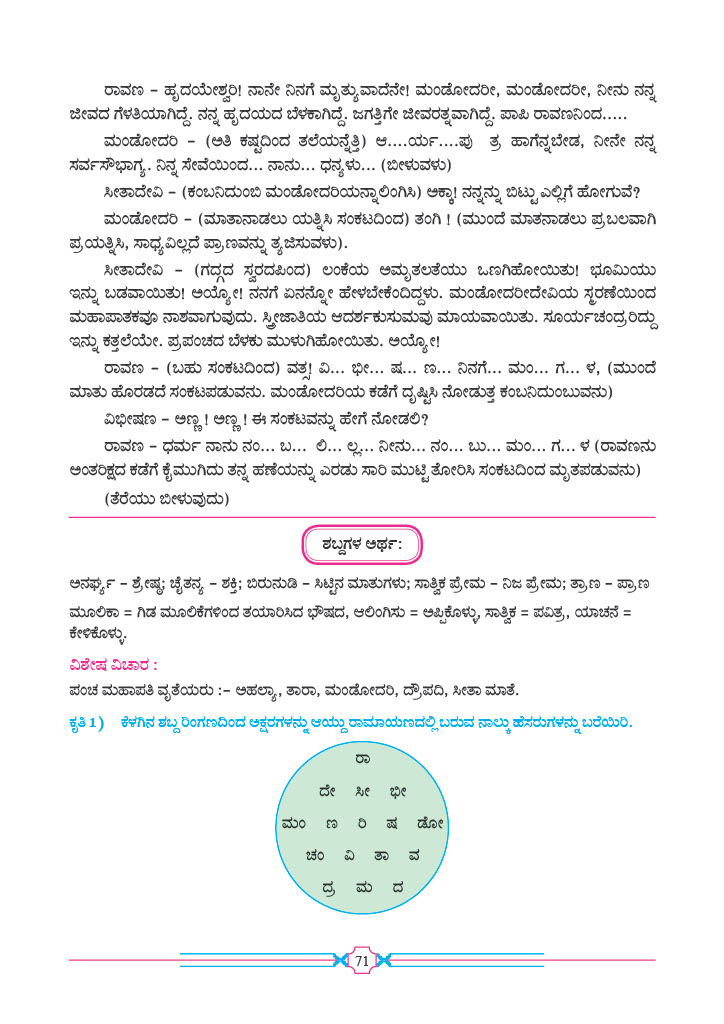 ರಾವಣ – ಹೃದಯೇಶ್ವರಿ! ನಾನೇ ನಿನಗೆ ಮೃತ್ಯುವಾದೆನೇ! ಮಂಡೋದರೀ, ಮಂಡೋದರೀ, ನೀನು ನನ್ನ
ಜೀವದ ಗೆಳತಿಯಾಗಿದ್ದೆ. ನನ್ನ ಹೃದಯದ ಬೆಳಕಾಗಿದ್ದೆ. ಜಗತ್ತಿಗೇ ಜೀವರತ್ನವಾಗಿದ್ದೆ. ಪಾಪಿ ರಾವಣನಿಂದ.....
ಮಂಡೋದರಿ – (ಅತಿ ಕಷ್ಟದಿಂದ ತಲೆಯನ್ನೆತ್ತಿ) ಆ....ರ್ಯ....ಪು ತ್ರ ಹಾಗೆನ್ನಬೇಡ, ನೀನೇ ನನ್ನ
ಸರ್ವಸೌಭಾಗ್ಯ. ನಿನ್ನ ಸೇವೆಯಿಂದ... ನಾನು... ಧನ್ಯಳು... (ಬೀಳುವಳು)
ಸೀತಾದೇವಿ – (ಕಂಬನಿದುಂಬಿ ಮಂಡೋದರಿಯನ್ನಾಲಿಂಗಿಸಿ) ಅಕ್ಕಾ! ನನ್ನನ್ನು ಬಿಟ್ಟು ಎಲ್ಲಿಗೆ ಹೋಗುವೆ?
ಮಂಡೋದರಿ – (ಮಾತಾನಾಡಲು ಯತ್ನಿಸಿ ಸಂಕಟದಿಂದ) ತಂಗಿ ! (ಮುಂದೆ ಮಾತನಾಡಲು ಪ್ರಬಲವಾಗಿ
ಪ್ರಯತ್ನಿಸಿ, ಸಾಧ್ಯವಿಲ್ಲದೆ ಪ್ರಾಣವನ್ನು ತ್ಯಜಿಸುವಳು).
ಸೀತಾದೇವಿ – (ಗದ್ಗದ ಸ್ವರದಪಿಂದ) ಲಂಕೆಯ ಅಮೃತಲತೆಯು ಒಣಗಿಹೋಯಿತು! ಭೂಮಿಯು
ಇನ್ನು ಬಡವಾಯಿತು! ಅಯ್ಯೋ! ನನಗೆ ಏನನ್ನೋ ಹೇಳಬೇಕೆಂದಿದ್ದಳು. ಮಂಡೋದರೀದೇವಿಯ ಸ್ಮರಣೆಯಿಂದ
ಮಹಾಪಾತಕವೂ ನಾಶವಾಗುವುದು. ಸ್ತ್ರೀಜಾತಿಯ ಆದರ್ಶಕುಸುಮವು ಮಾಯವಾಯಿತು. ಸೂರ್ಯಚಂದ್ರರಿದ್ದು
ಇನ್ನು ಕತ್ತಲೆಯೇ. ಪ್ರಪಂಚದ ಬೆಳಕು ಮುಳುಗಿಹೋಯಿತು. ಅಯ್ಯೋ!
ರಾವಣ – (ಬಹು ಸಂಕಟದಿಂದ) ವತ್ಸ! ವಿ... ಭೀ... ಷ... ಣ... ನಿನಗೆ... ಮಂ... ಗ... ಳ, (ಮುಂದೆ
ಮಾತು ಹೊರಡದೆ ಸಂಕಟಪಡುವನು. ಮಂಡೋದರಿಯ ಕಡೆಗೆ ದೃಷ್ಟಿಸಿ ನೋಡುತ್ತ ಕಂಬನಿದುಂಬುವನು)
ವಿಭೀಷಣ – ಅಣ್ಣ ! ಅಣ್ಣ ! ಈ ಸಂಕಟವನ್ನು ಹೇಗೆ ನೋಡಲಿ?
ರಾವಣ – ಧರ್ಮ ನಾನು ನಂ... ಬ... ಲಿ... ಲ್ಲ... ನೀನು... ನಂ... ಬು... ಮಂ... ಗ... ಳ (ರಾವಣನು
ಅಂತರಿಕ್ಷದ ಕಡೆಗೆ ಕೈಮುಗಿದು ತನ್ನ ಹಣೆಯನ್ನು ಎರಡು ಸಾರಿ ಮುಟ್ಟಿ ತೋರಿಸಿ ಸಂಕಟದಿಂದ ಮೃತಪಡುವನು)
(ತೆರೆಯು ಬೀಳುವುದು)
ಶಬ್ದಗಳ ಅರ್ಥ:
ಅನರ್ಘ್ಯ – ಶ್ರೇಷ್ಠ; ಚೈತನ್ಯ – ಶಕ್ತಿ; ಬಿರುನುಡಿ – ಸಿಟ್ಟಿನ ಮಾತುಗಳು; ಸಾತ್ವಿಕ ಪ್ರೇಮ – ನಿಜ ಪ್ರೇಮ; ತ್ರಾಣ – ಪ್ರಾಣ
ಮೂಲಿಕಾ = ಗಿಡ ಮೂಲಿಕೆಗಳಿಂದ ತಯಾರಿಸಿದ ಭೌಷದ, ಆಲಿಂಗಿಸು = ಅಪ್ಪಿಕೊಳ್ಳು, ಸಾತ್ವಿಕ = ಪವಿತ್ರ, ಯಾಚನೆ =
ಕೇಳಿಕೊಳ್ಳು.
ವಿಶೇಷ ವಿಚಾರ :
ಪಂಚ ಮಹಾಪತಿವೃತೆಯರು :– ಅಹಲ್ಯಾ, ತಾರಾ, ಮಂಡೋದರಿ, ದ್ರೌಪದಿ, ಸೀತಾ ಮಾತೆ.
ಕೃತಿ 1) ಕೆಳಗಿನ ಶಬ್ದ ರಿಂಗಣದಿಂದ ಅಕ್ಷರಗಳನ್ನು ಆಯ್ದು ರಾಮಾಯಣದಲ್ಲಿ ಬರುವ ನಾಲ್ಕು ಹೆಸರುಗಳನ್ನು ಬರೆಯಿರಿ.
ರಾ
ದೇ ಸೀ ಭೀ
ಮಂ ಣ ರಿ ಷ ಡೋ
ಚಂ ವಿ ತಾ ವ
ದ್ರ ಮ ದ
71